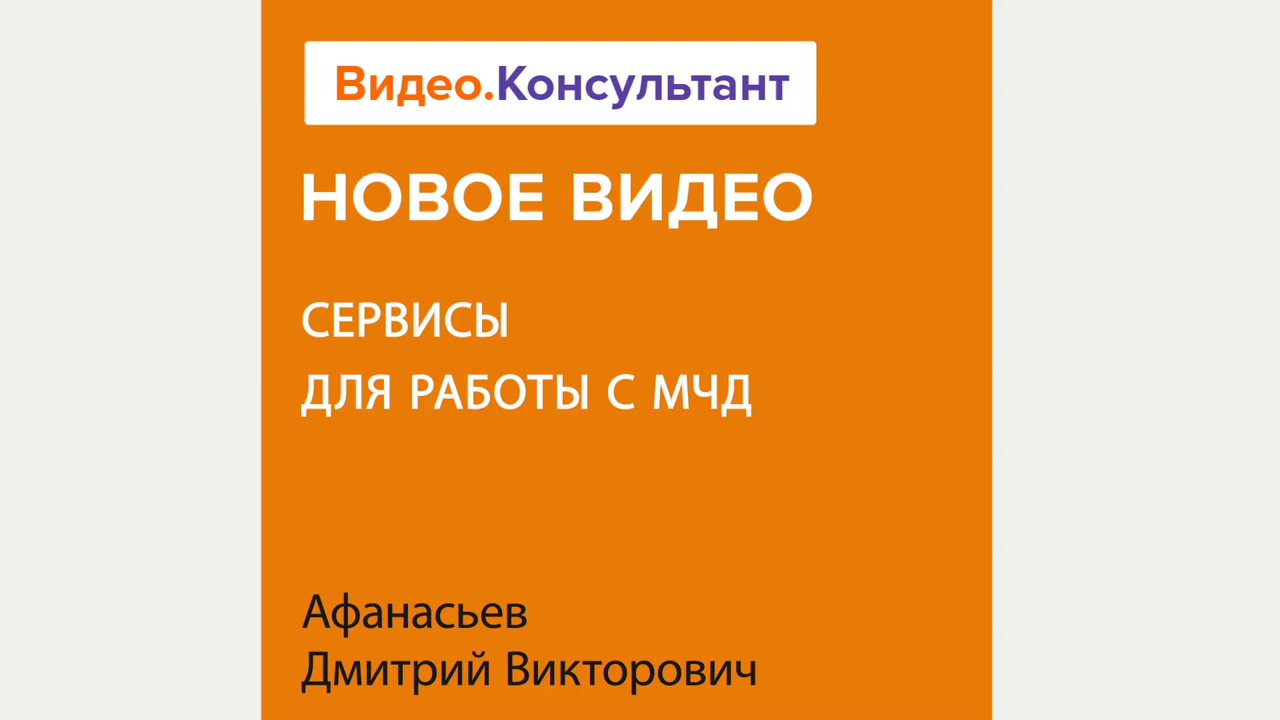 Видео.Консультант
НОВОЕ ВИДЕО
СЕРВИСЫ
ДЛЯ РАБОТЫ С МЧД
Афанасьев
Дмитрий Викторович